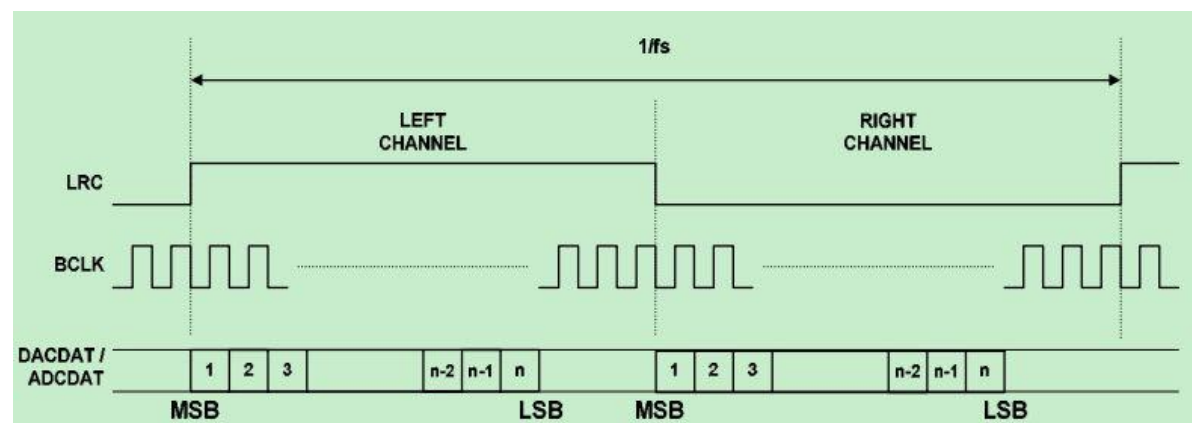 1/fs
LEFT
CHANNEL
RIGHT
CHANNEL
LRC
BCLK
DACDAT /
ADCDAT
1 2 3 n-2 n-1 n 1 2 3 n-2 n-1 n
MSB LSB MSB LSB